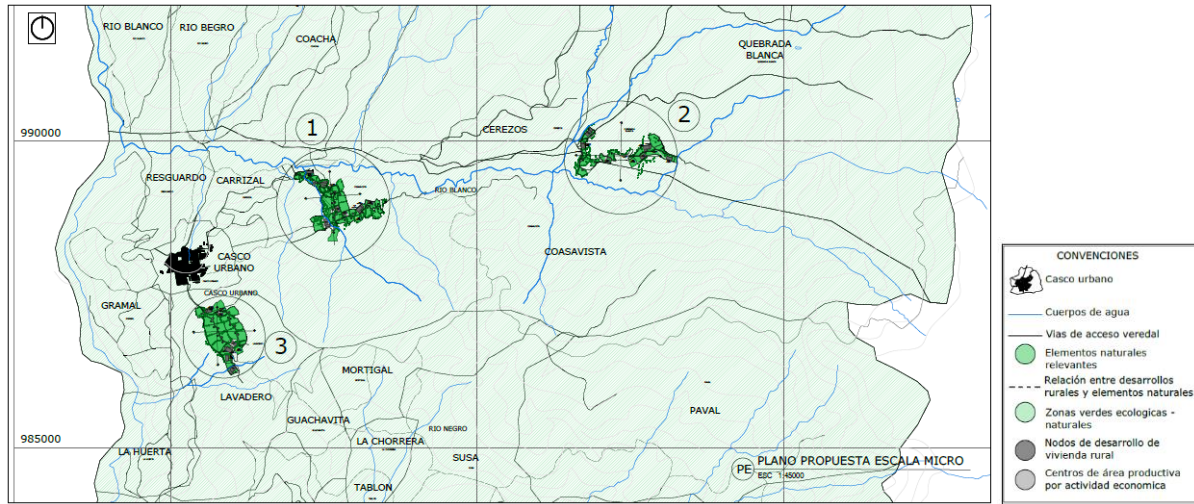 RIO BLANCO
RIO BEGRO
COACHA
QUEBRADA
BLANCA
990000
1
CEREZOS
2
RESGUARDO
CARRIZAL
RIO BLANCO
CASCO
URBANO
COASAVISTA
CASCO URBANO
GRAMAL
3
MORTIGAL
LAVADERO
PAVAL
GUACHAVITA
RIO NEGRO
985000
LA HUERTA
LA CHORRERA
SUSA
TABLON
PE
PLANO PROPUESTA ESCALA MICRO
ESC 1:45000
CONVENCIONES
Casco urbano
Cuerpos de agua
Vias de acceso veredal
Elementos naturales
relevantes
Relación entre desarrollos
rurales y elementos naturales
Zonas verdes ecologicas -
naturales
Nodos de desarrollo de
vivienda rural
Centros de área productiva
por actividad economica